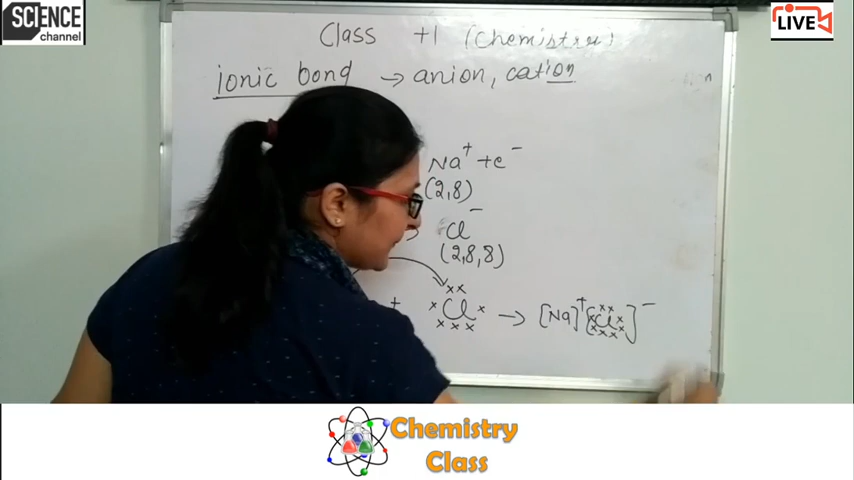 SCIENCE
channel
LIVE
Class +1 (Chemistry)
ionic bond → anion, cation
Na⁺ + e⁻
(2,8)
Cl⁻
(2,8,8)
+ Cl → [Na]⁺ [Cl]⁻
Chemistry
Class